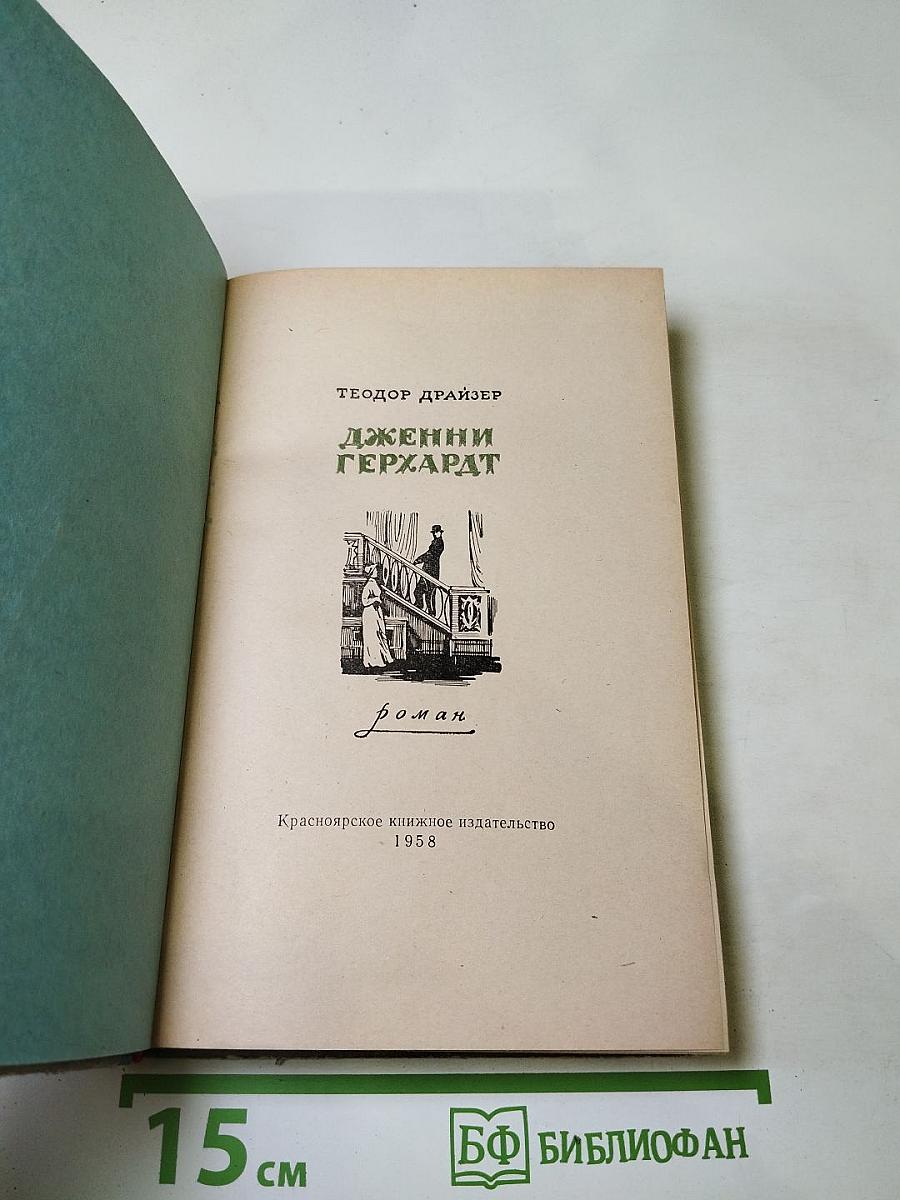 ТЕОДОР ДРАЙЗЕР
ДЖЕННИ
ГЕРХАРДТ
роман
Красноярское книжное издательство
1958
15 см
БФ БИБЛИОФАН